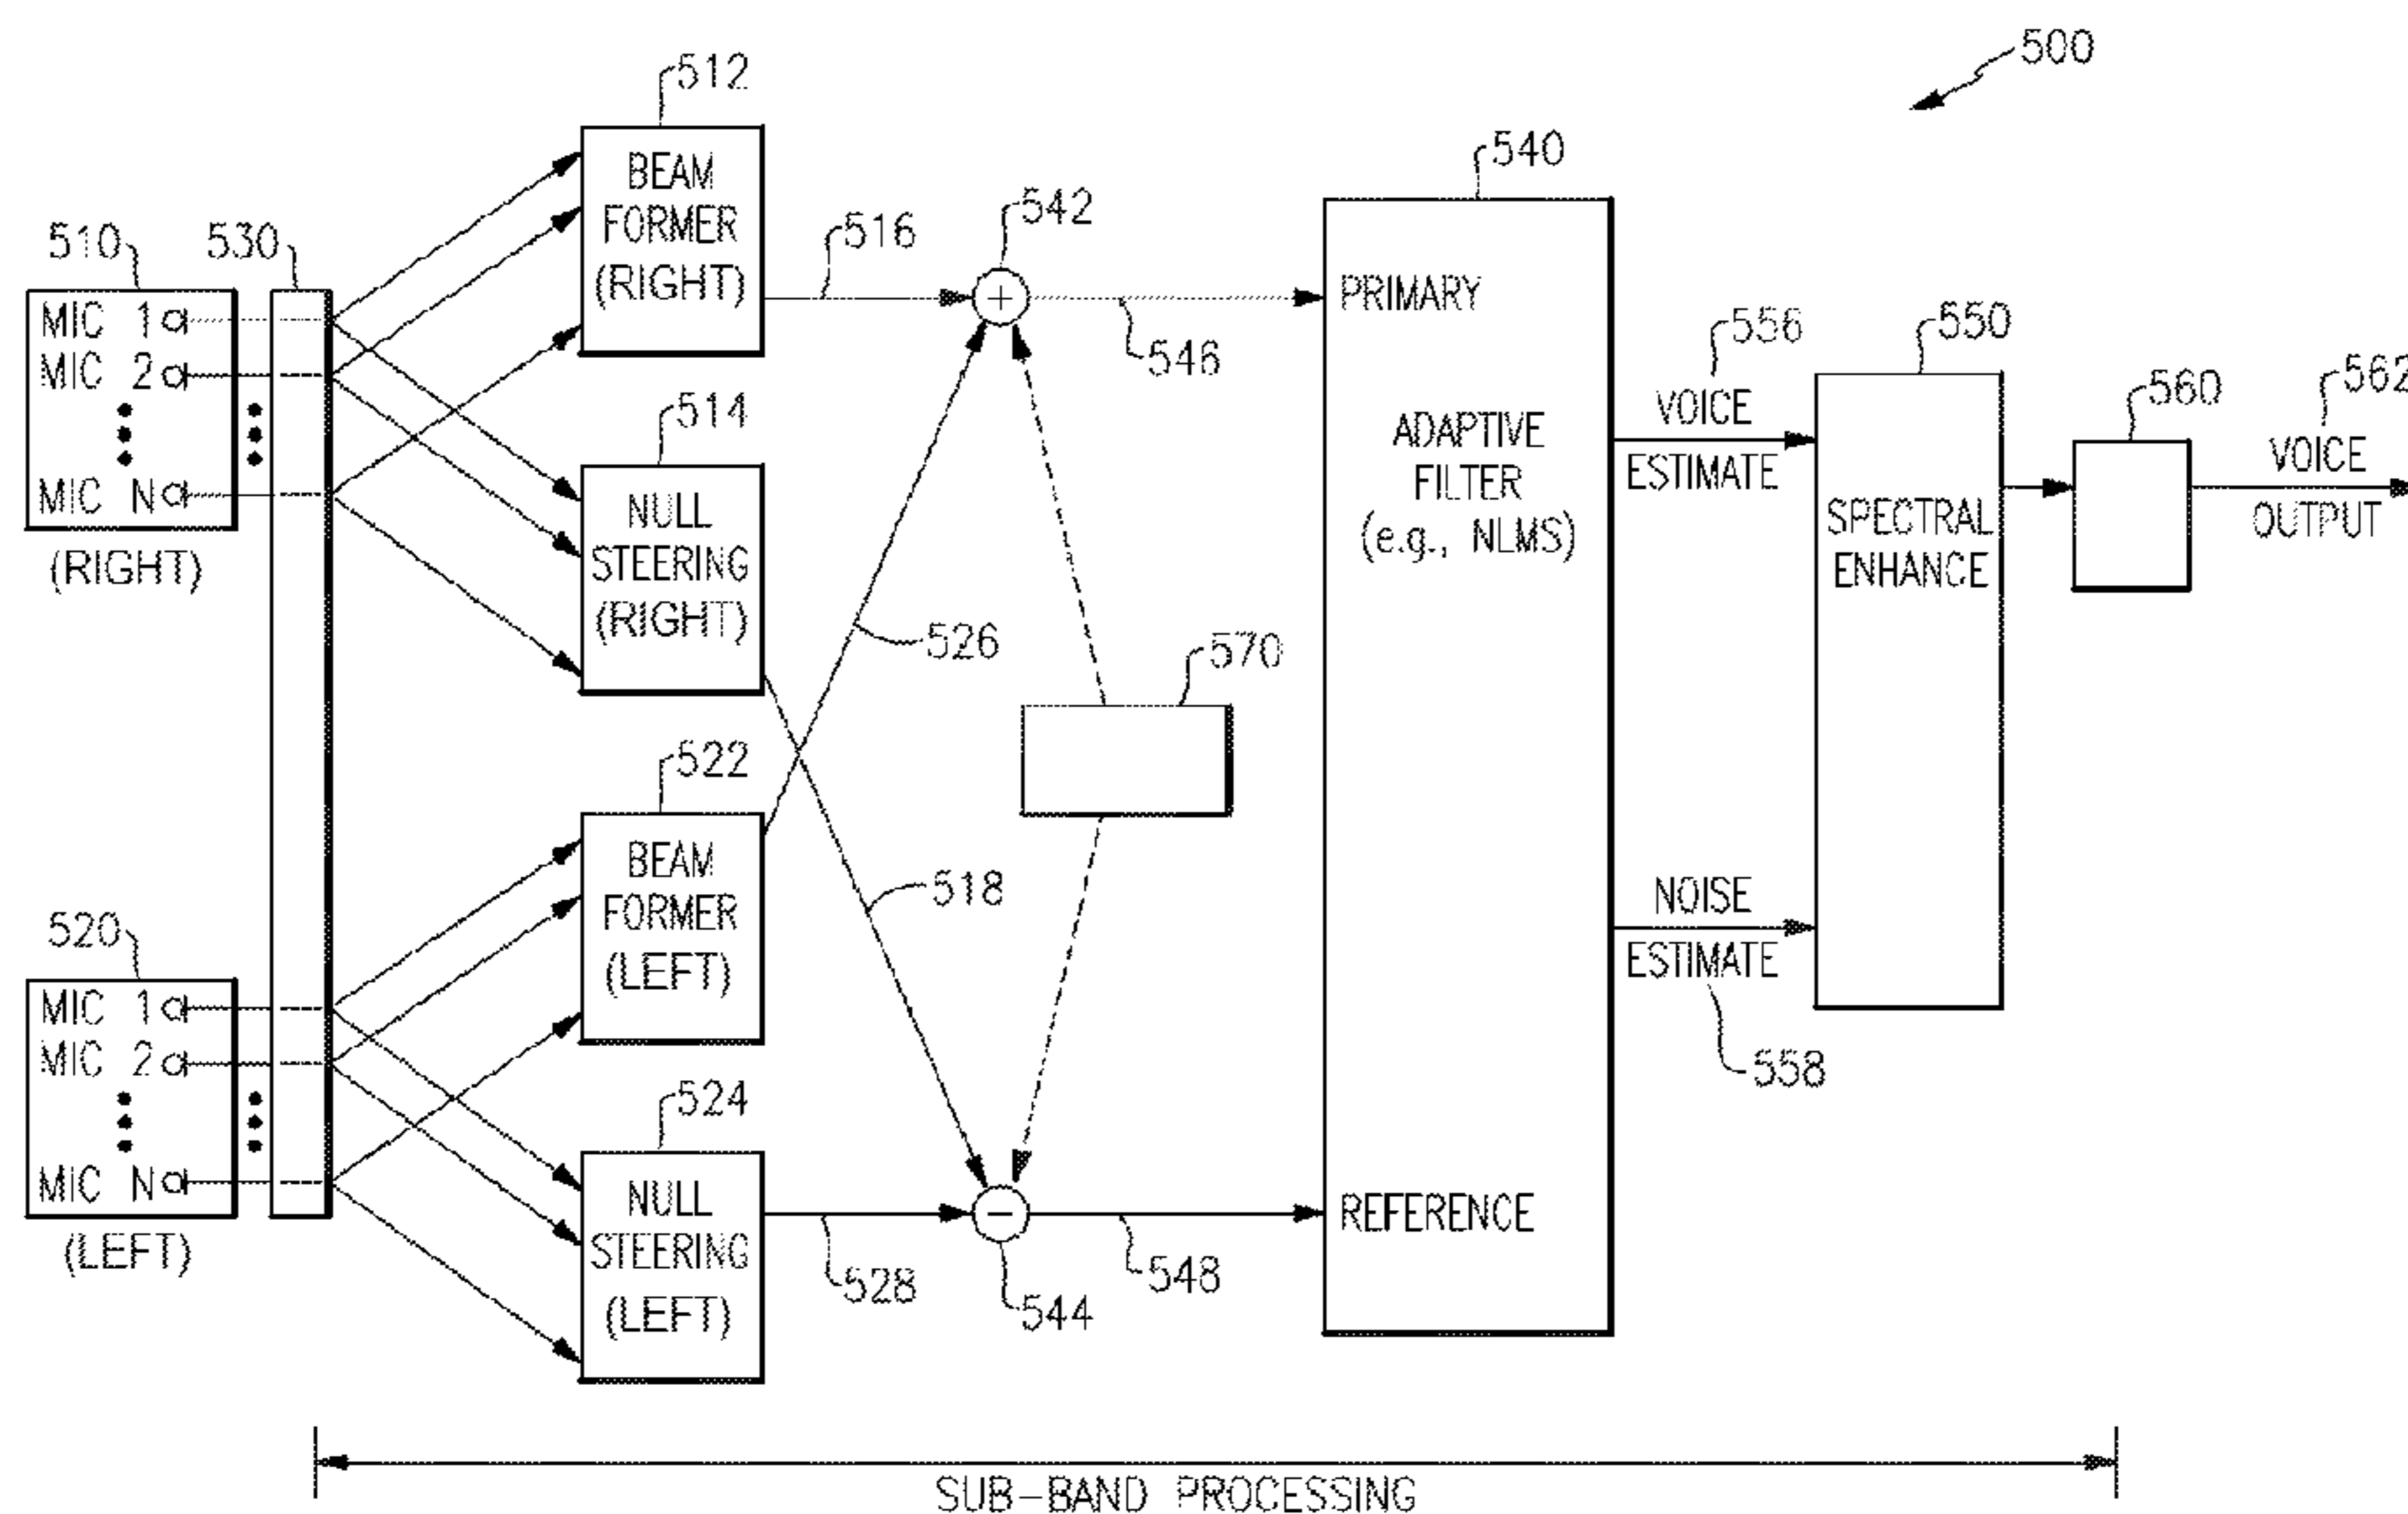 500
512
BEAM
FORMER
(RIGHT)
510
530
MIC 1
MIC 2
MIC N
(RIGHT)
514
NULL
STEERING
(RIGHT)
516
542
546
526
518
570
522
BEAM
FORMER
(LEFT)
520
MIC 1
MIC 2
MIC N
(LEFT)
524
NULL
STEERING
(LEFT)
528
544
548
540
PRIMARY
ADAPTIVE
FILTER
(e.g., NLMS)
REFERENCE
556
VOICE
ESTIMATE
NOISE
ESTIMATE
558
550
SPECTRAL
ENHANCE
560
562
VOICE
OUTPUT
+
-
SUB-BAND PROCESSING